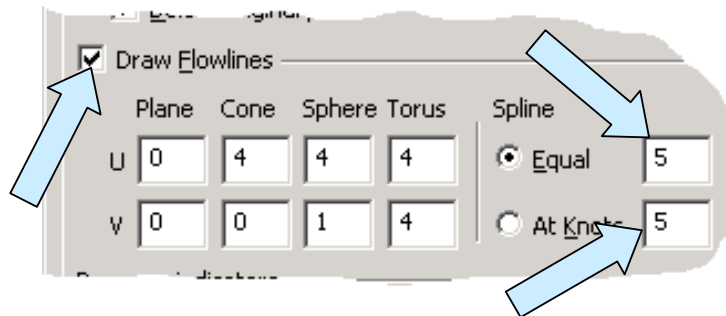 Draw Flowlines
Plane Cone Sphere Torus Spline
U 0 4 4 4 Equal 5
V 0 0 1 4 At Knots 5